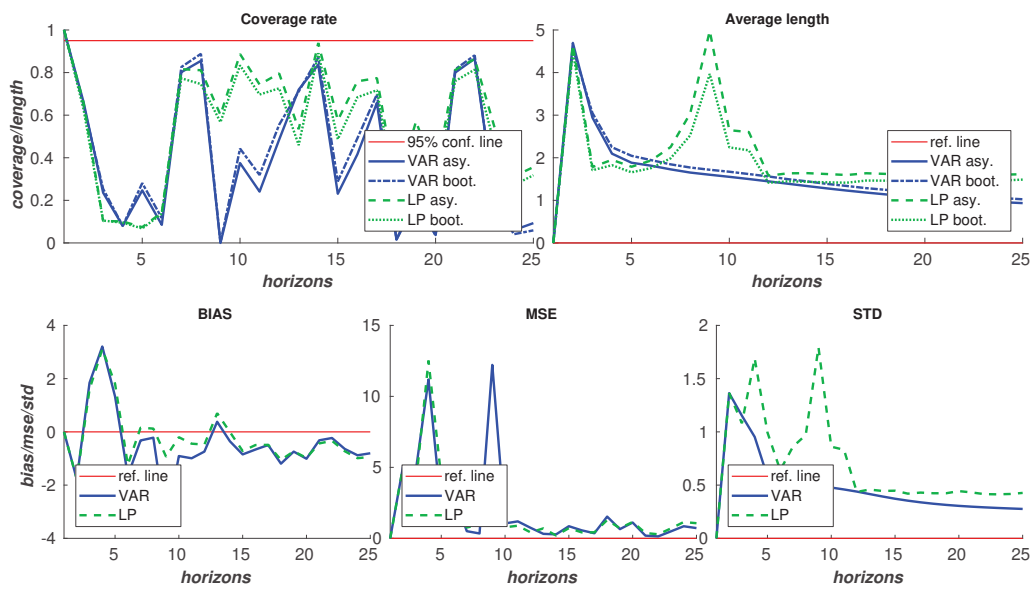 Coverage rate
Average length
coverage/length
1
0.8
0.6
0.4
0.2
0
5
10
15
20
25
horizons
95% conf. line
VAR asy.
VAR boot.
LP asy.
LP boot.
5
4
3
2
1
0
5
10
15
20
25
horizons
ref. line
VAR asy.
VAR boot.
LP asy.
LP boot.
BIAS
MSE
STD
bias/mse/std
4
2
0
-2
-4
5
10
15
20
25
horizons
ref. line
VAR
LP
15
10
5
0
5
10
15
20
25
horizons
ref. line
VAR
LP
2
1.5
1
0.5
0
5
10
15
20
25
horizons
ref. line
VAR
LP